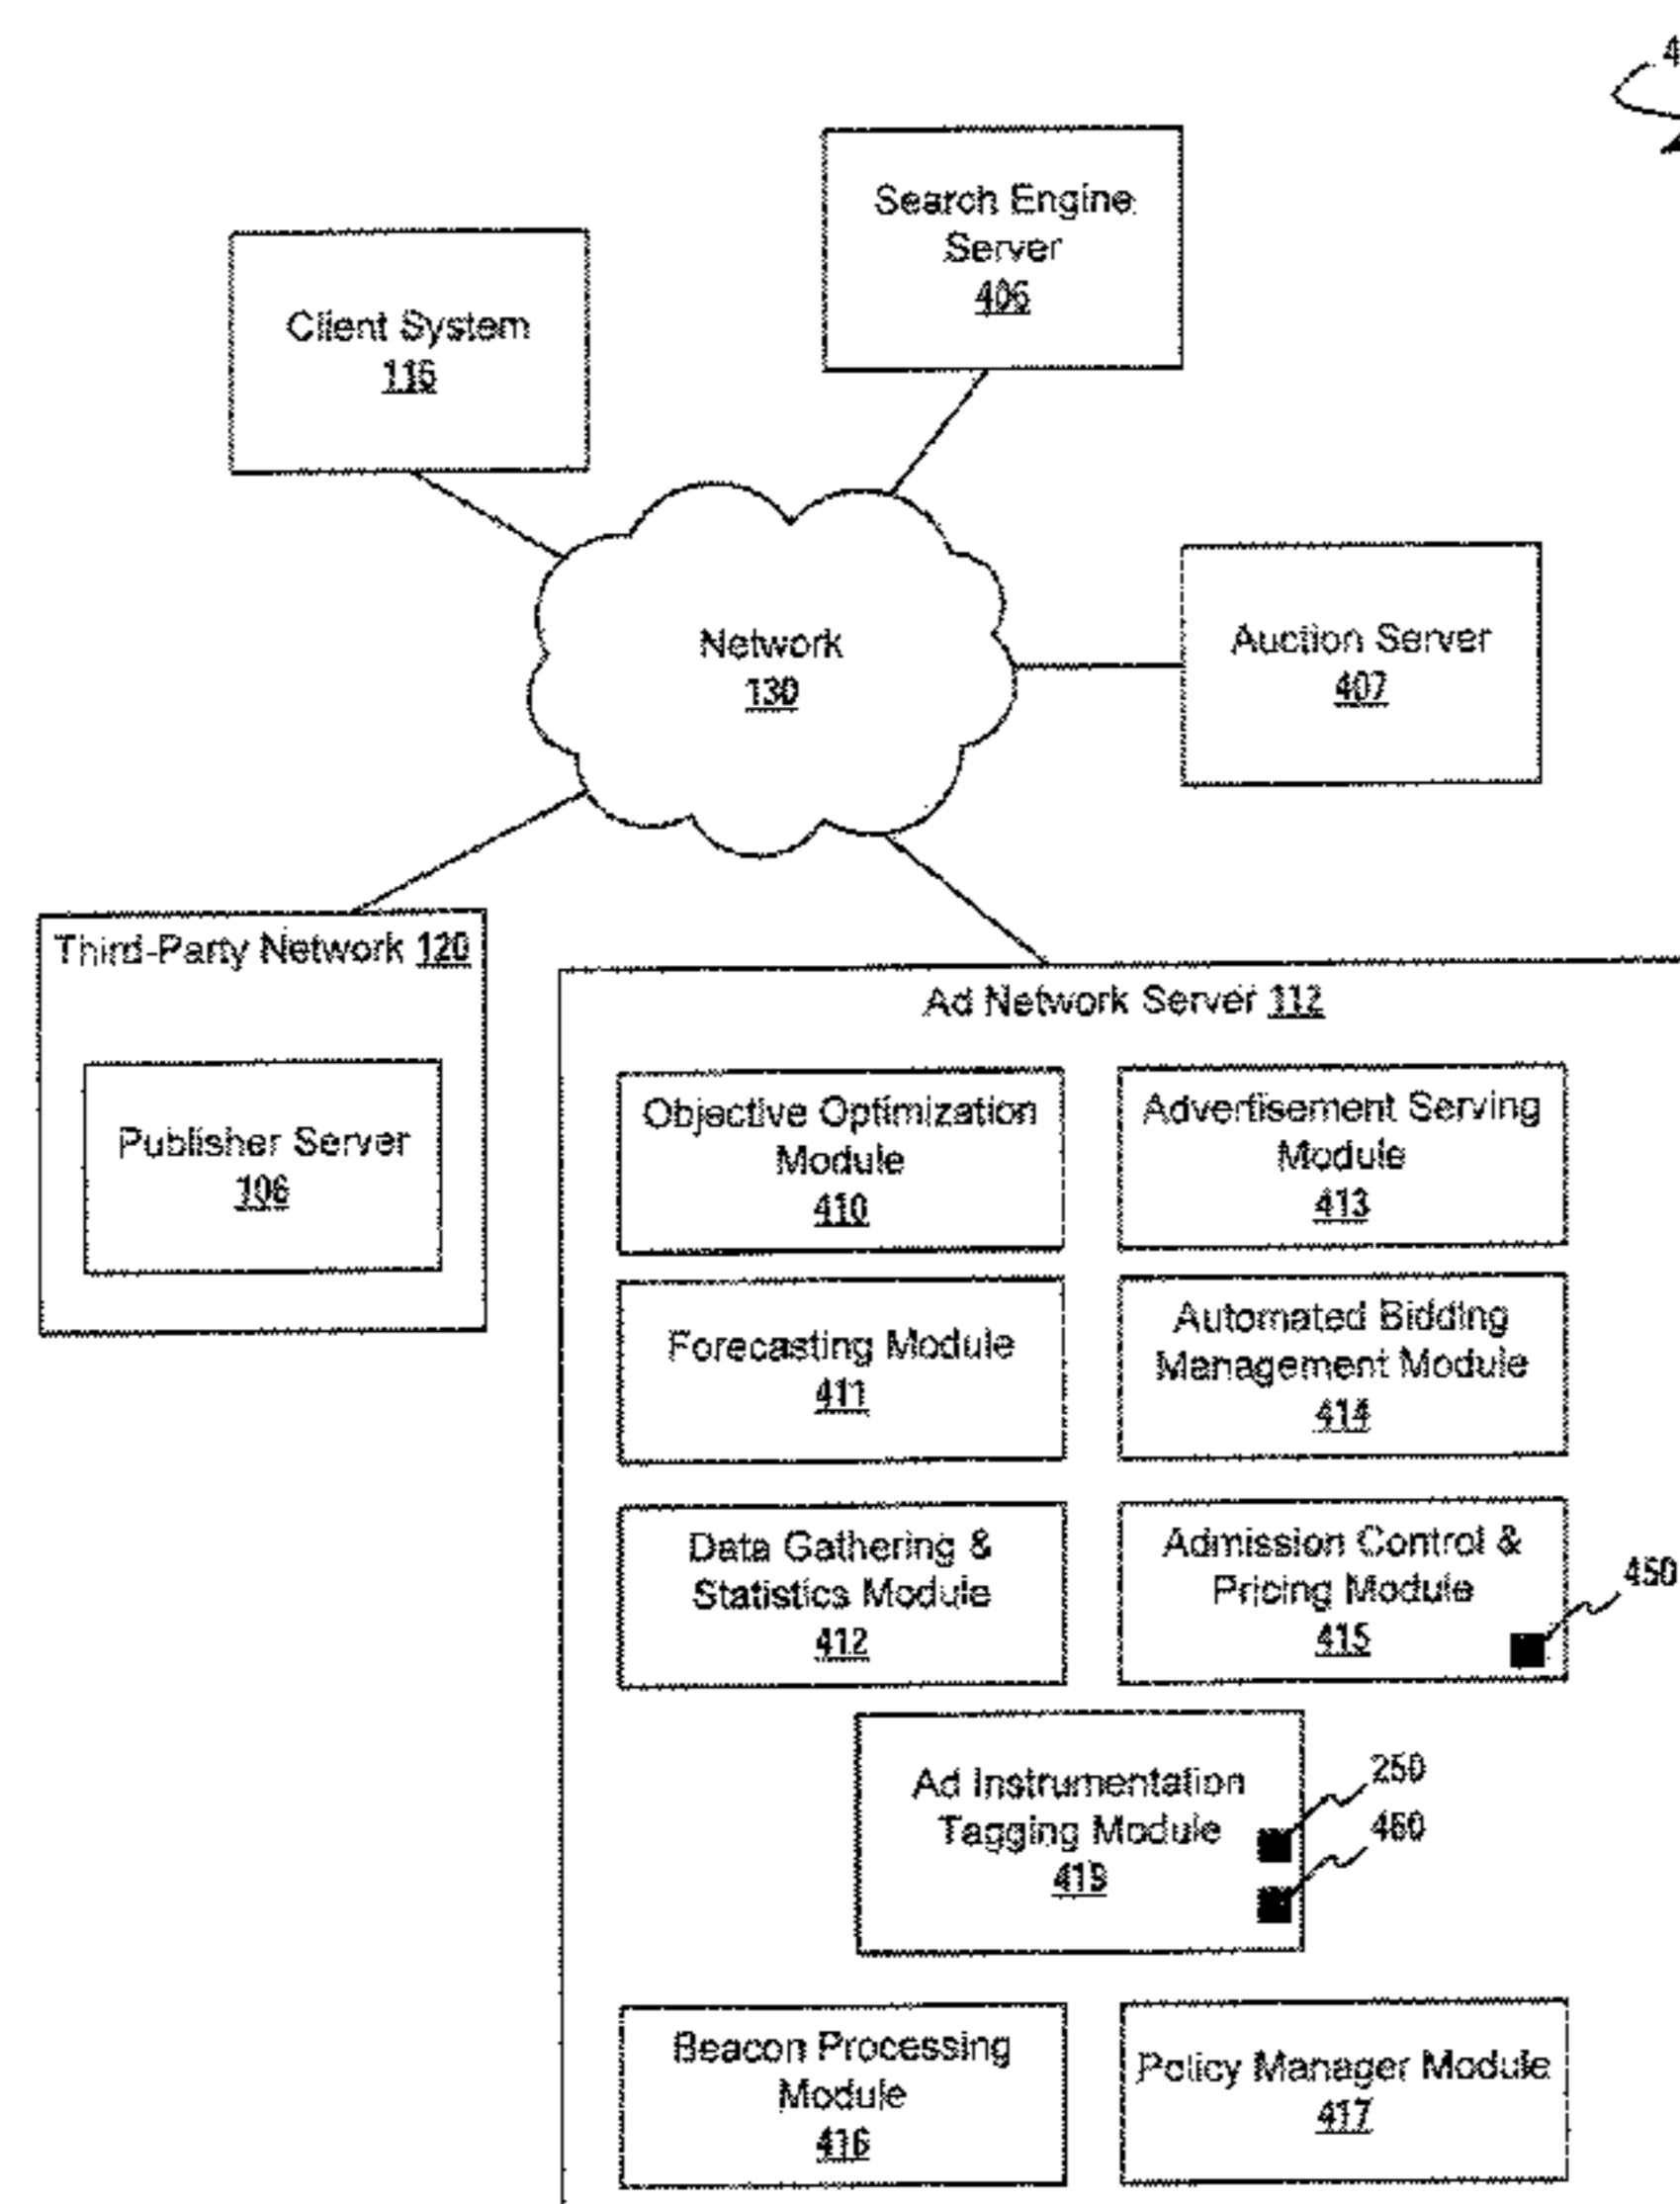 4
Search Engine
Server
406
Client System
116
Network
130
Auction Server
407
Third-Party Network 120
Publisher Server
106
Ad Network Server 112
Objective Optimization
Module
410
Advertisement Serving
Module
413
Forecasting Module
411
Automated Bidding
Management Module
414
Data Gathering &
Statistics Module
412
Admission Control &
Pricing Module
415
450
Ad Instrumentation
Tagging Module
419
250
460
Beacon Processing
Module
416
Policy Manager Module
417